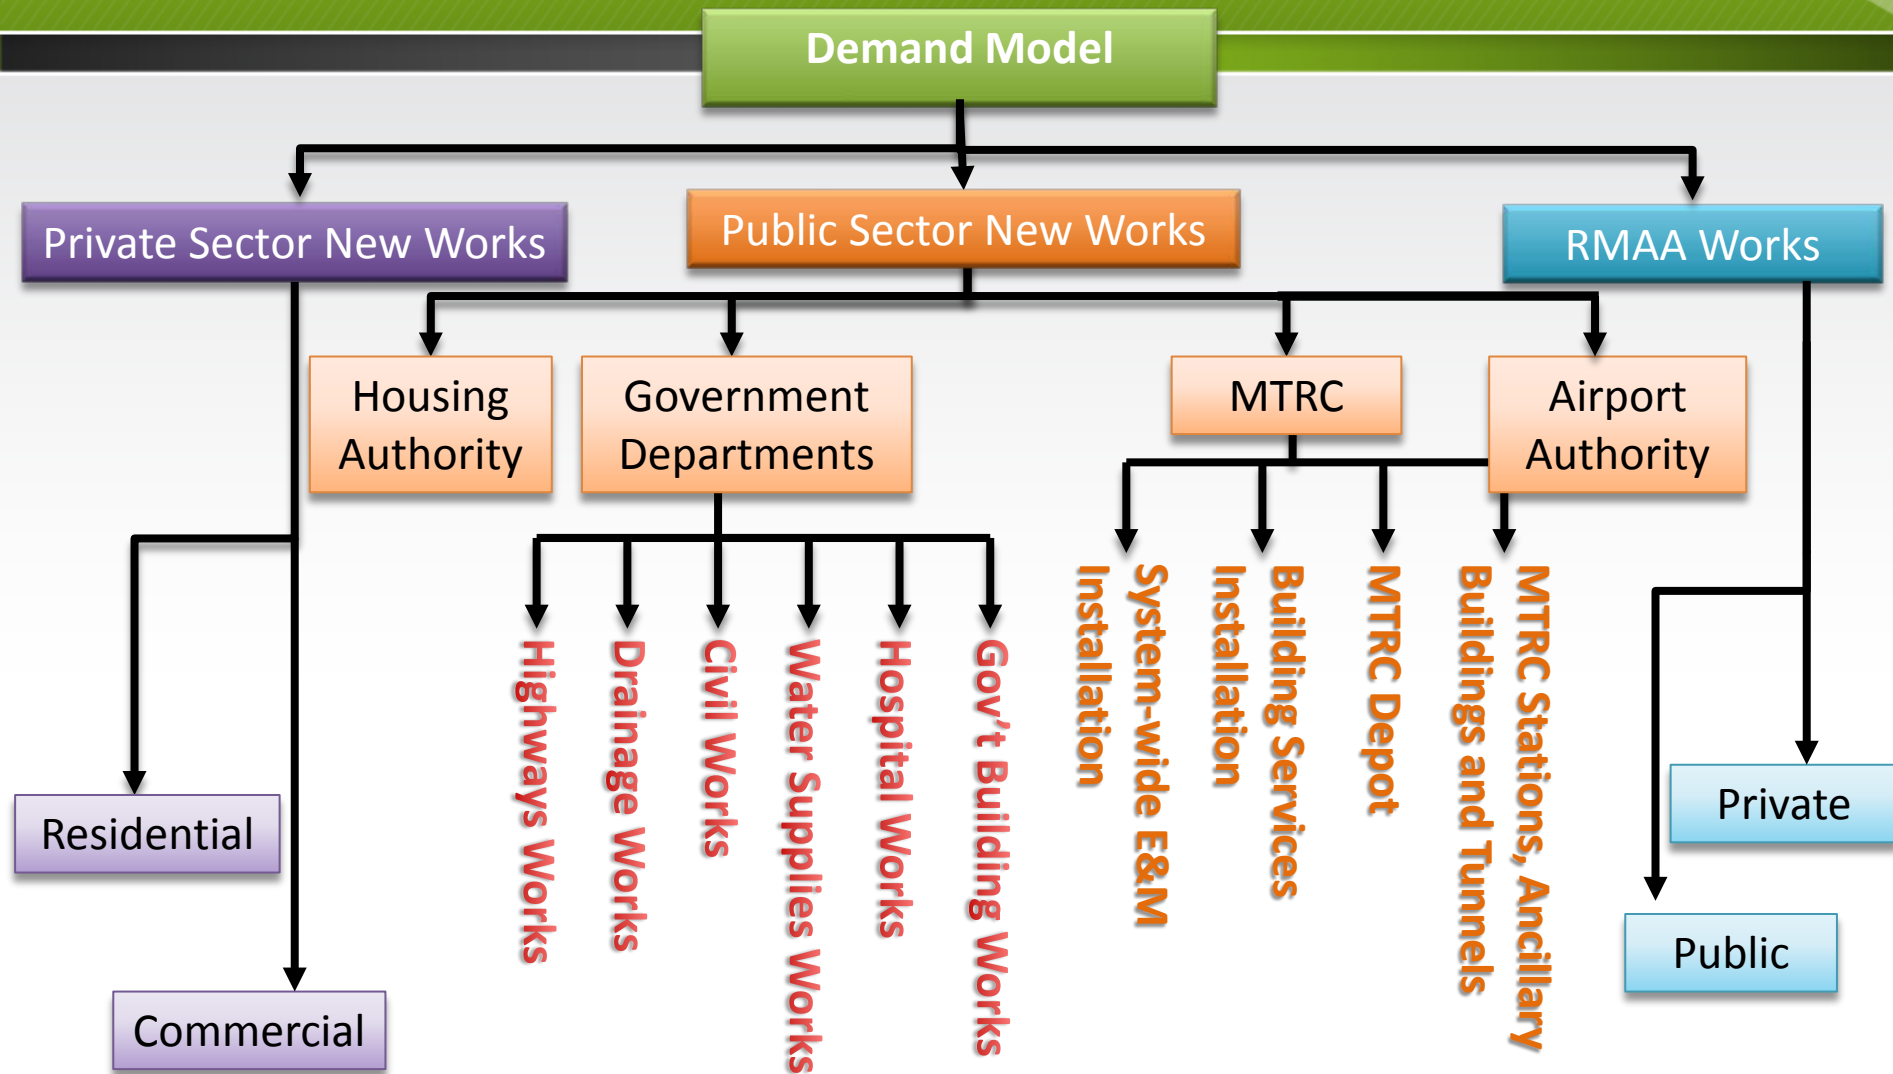 Demand Model
Private Sector New Works
Public Sector New Works
RMAA Works
Housing
Authority
Government
Departments
MTRC
Airport
Authority
Highways Works
Drainage Works
Civil Works
Water Supplies Works
Hospital Works
Gov't Building Works
System-wide E&M
Installation
Building Services
Installation
MTRC Depot
MTRC Stations, Ancillary
Buildings and Tunnels
Residential
Commercial
Private
Public